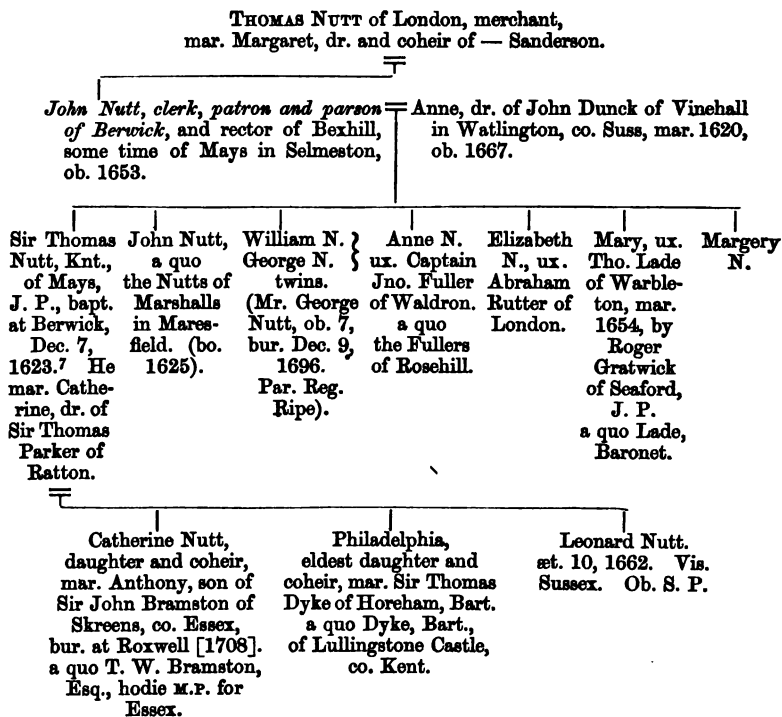 THOMAS NUTT of London, merchant,
mar. Margaret, dr. and coheir of — Sanderson.
John Nutt, clerk, patron and parson
of Berwick, and rector of Bexhill,
some time of Mays in Selmeston,
ob. 1653.
Anne, dr. of John Dunck of Vinehall
in Watlington, co. Suss, mar. 1620,
ob. 1667.
Sir Thomas
Nutt, Knt.,
of Mays,
J. P., bapt.
at Berwick,
Dec. 7,
1623.⁷ He
mar. Cathe-
rine, dr. of
Sir Thomas
Parker of
Ratton.
John Nutt,
a quo
the Nutts of
Marshalls
in Mares-
field. (bo.
1625).
William N.
George N.
twins.
(Mr. George
Nutt, ob. 7,
bur. Dec. 9,
1696.
Par. Reg.
Ripe).
Anne N.
ux. Captain
Jno. Fuller
of Waldron.
a quo
the Fullers
of Rosehill.
Elizabeth
N., ux.
Abraham
Rutter of
London.
Mary, ux.
Tho. Lade
of Warble-
ton, mar.
1654, by
Roger
Gratwick
of Seaford,
J. P.
a quo Lade,
Baronet.
Margery
N.
Catherine Nutt,
daughter and coheir,
mar. Anthony, son of
Sir John Bramston of
Skreens, co. Essex,
bur. at Roxwell [1708].
a quo T. W. Bramston,
Esq., hodie M.P. for
Essex.
Philadelphia,
eldest daughter and
coheir, mar. Sir Thomas
Dyke of Horeham, Bart.
a quo Dyke, Bart.,
of Lullingstone Castle,
co. Kent.
Leonard Nutt.
æt. 10, 1662. Vis.
Sussex. Ob. S. P.